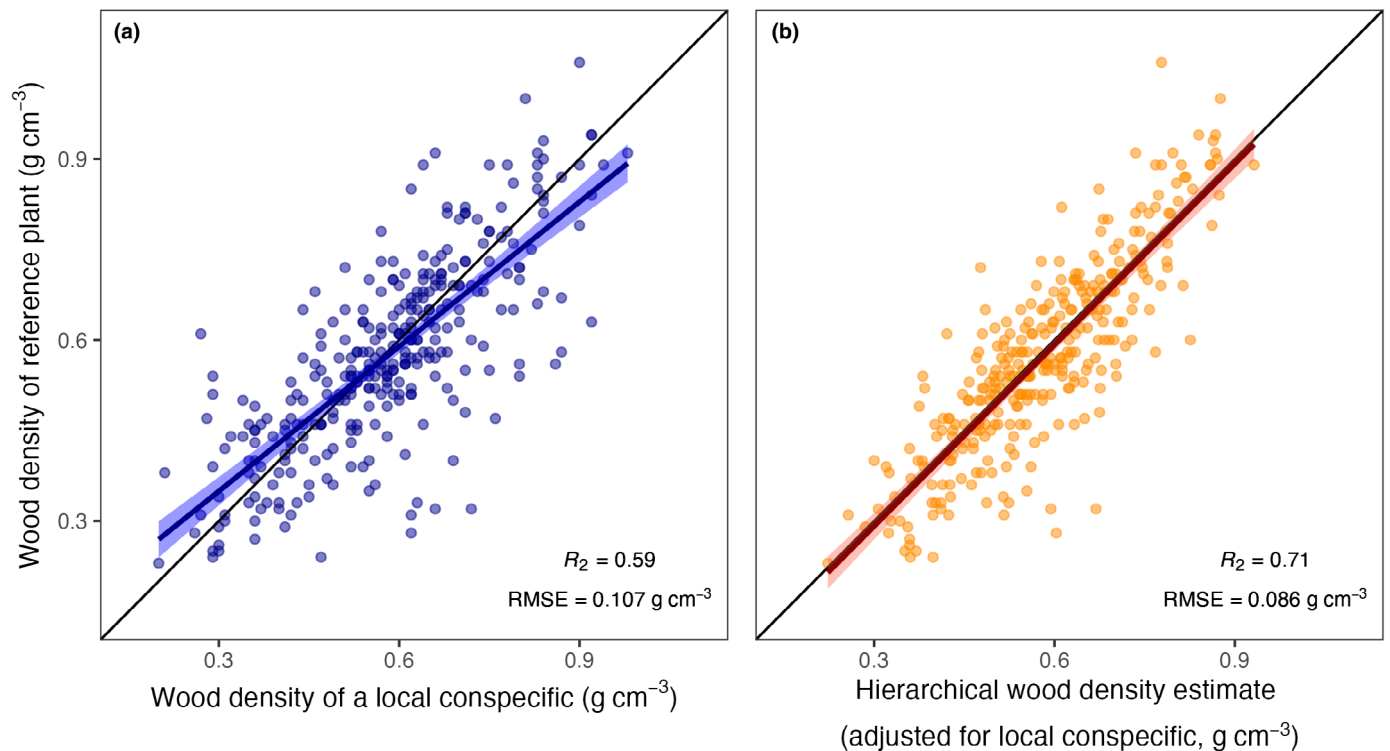 (a)
Wood density of reference plant (g cm⁻³)
0.9
0.6
0.3
R₂ = 0.59
RMSE = 0.107 g cm⁻³
0.3 0.6 0.9
Wood density of a local conspecific (g cm⁻³)
(b)
R₂ = 0.71
RMSE = 0.086 g cm⁻³
0.3 0.6 0.9
Hierarchical wood density estimate
(adjusted for local conspecific, g cm⁻³)